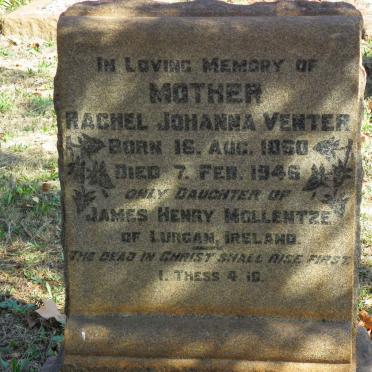 In Loving Memory of
MOTHER
Rachel Johanna Venter
Born 16. Aug. 1860
Died 7. Feb. 1946
Only Daughter of
James Henry Mollentze
of Lurgan, Ireland.
The dead in Christ shall rise first.
1. Thess 4.16.